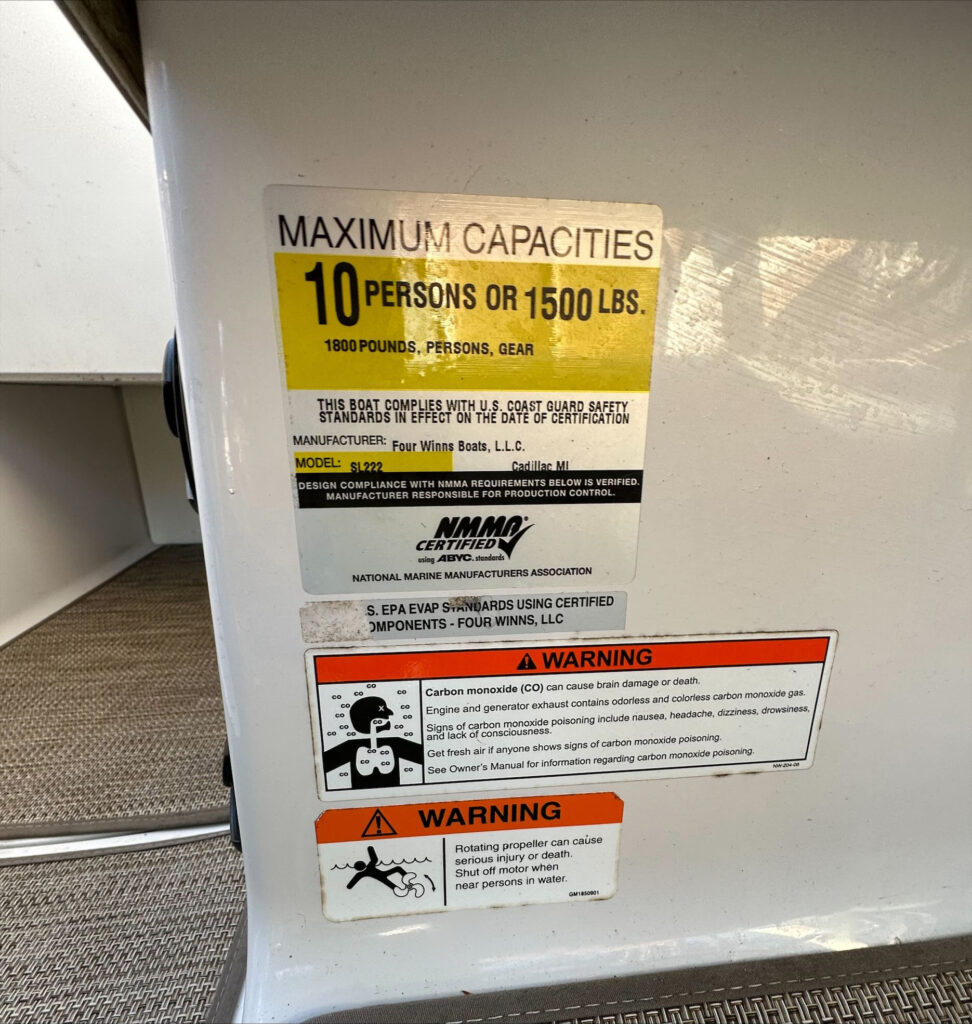 MAXIMUM CAPACITIES
10 PERSONS OR 1500 LBS.
1800 POUNDS, PERSONS, GEAR
THIS BOAT COMPLIES WITH U.S. COAST GUARD SAFETY
STANDARDS IN EFFECT ON THE DATE OF CERTIFICATION
MANUFACTURER: Four Winns Boats, L.L.C.
MODEL: SL222 Cadillac MI
DESIGN COMPLIANCE WITH NMMA REQUIREMENTS BELOW IS VERIFIED.
MANUFACTURER RESPONSIBLE FOR PRODUCTION CONTROL.
NMMA®
CERTIFIED
using ABYC. standards
NATIONAL MARINE MANUFACTURERS ASSOCIATION
S. EPA EVAP STANDARDS USING CERTIFIED
OMPONENTS - FOUR WINNS, LLC
⚠ WARNING
Carbon monoxide (CO) can cause brain damage or death.
Engine and generator exhaust contains odorless and colorless carbon monoxide gas.
Signs of carbon monoxide poisoning include nausea, headache, dizziness, drowsiness,
and lack of consciousness.
Get fresh air if anyone shows signs of carbon monoxide poisoning.
See Owner's Manual for information regarding carbon monoxide poisoning.
⚠ WARNING
Rotating propeller can cause
serious injury or death.
Shut off motor when
near persons in water.
GM1850901